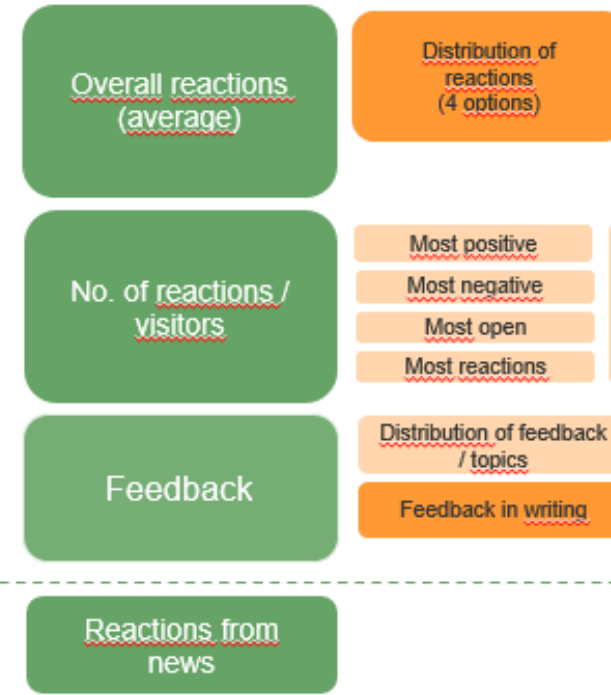 Overall reactions
(average)
Distribution of
reactions
(4 options)
No. of reactions /
visitors
Most positive
Most negative
Most open
Most reactions
Feedback
Distribution of feedback
/ topics
Feedback in writing
Reactions from
news